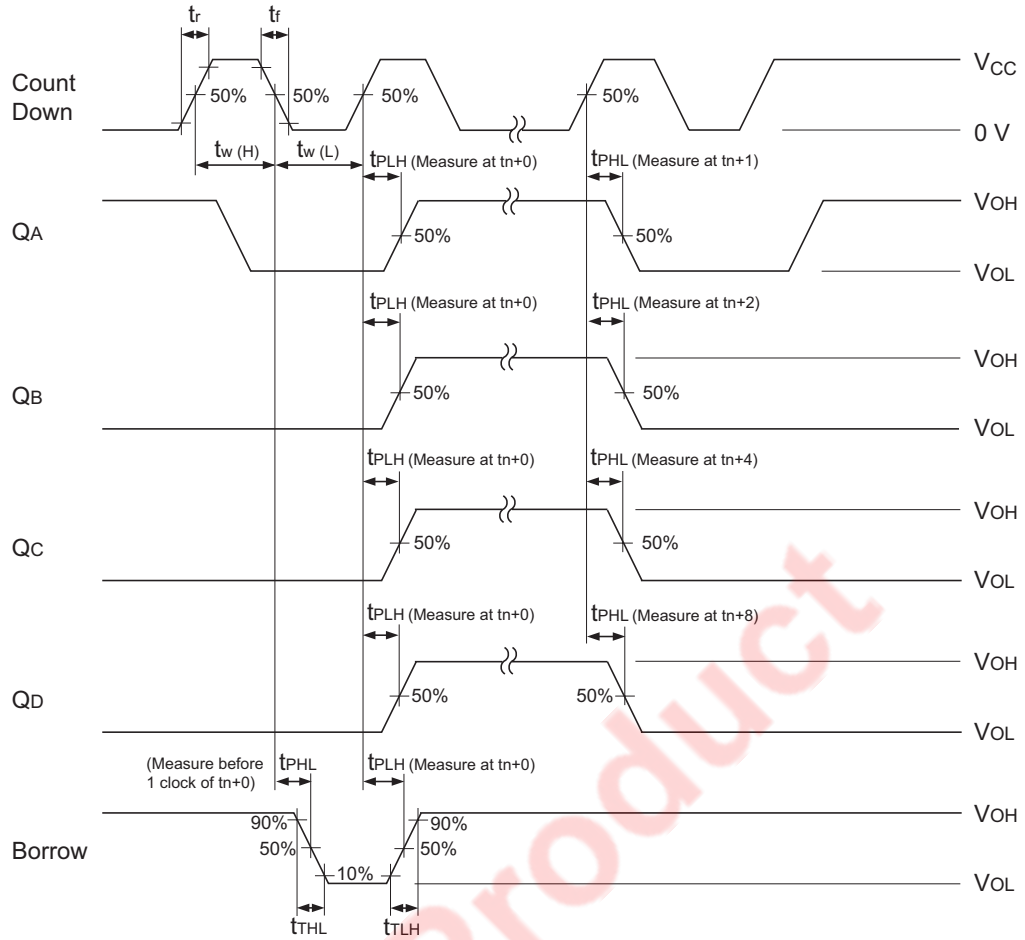 tr tf
VCC
Count
Down
50% 50% 50% 50%
0 V
tw (H) tw (L)
tPLH (Measure at tn+0) tPHL (Measure at tn+1)
VOH
QA
50% 50%
VOL
tPLH (Measure at tn+0) tPHL (Measure at tn+2)
VOH
QB
50% 50%
VOL
tPLH (Measure at tn+0) tPHL (Measure at tn+4)
VOH
QC
50% 50%
VOL
tPLH (Measure at tn+0) tPHL (Measure at tn+8)
VOH
QD
50% 50%
VOL
(Measure before
1 clock of tn+0)
tPHL tPLH (Measure at tn+0)
VOH
90% 90%
Borrow
50% 50%
10%
VOL
tTHL tTLH
Product